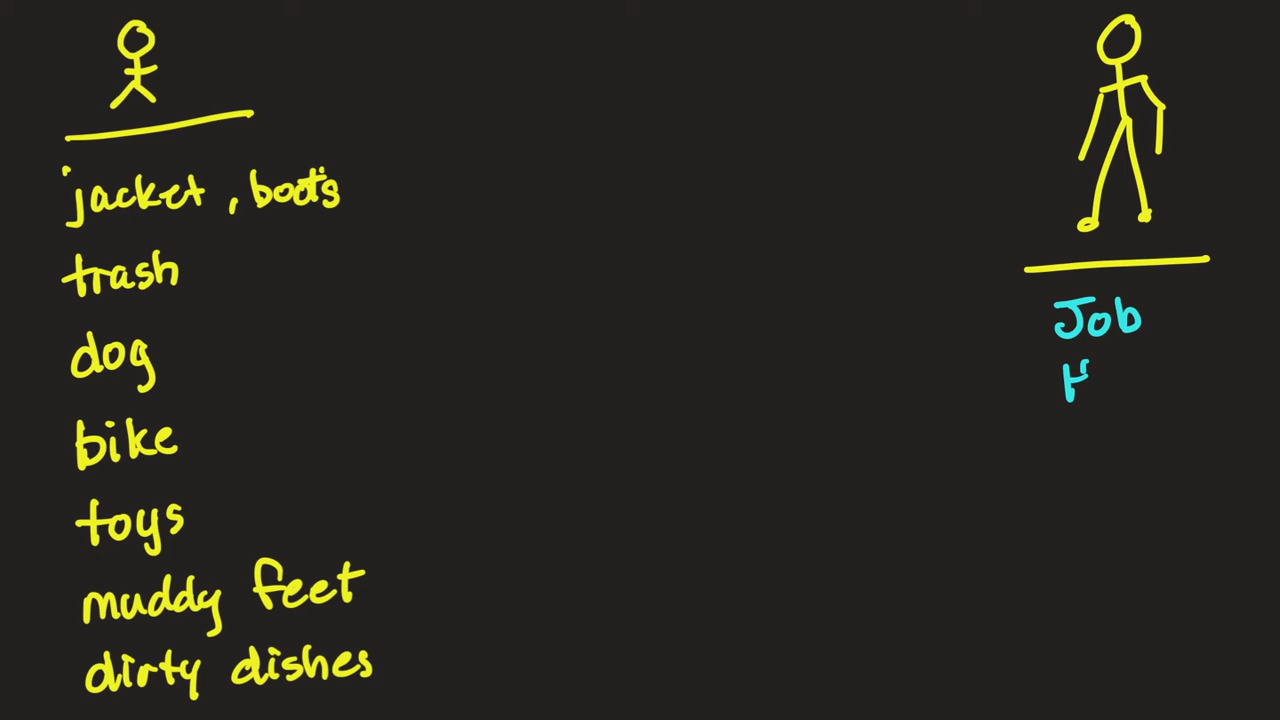 jacket, boots
trash
dog
bike
toys
muddy feet
dirty dishes
Job